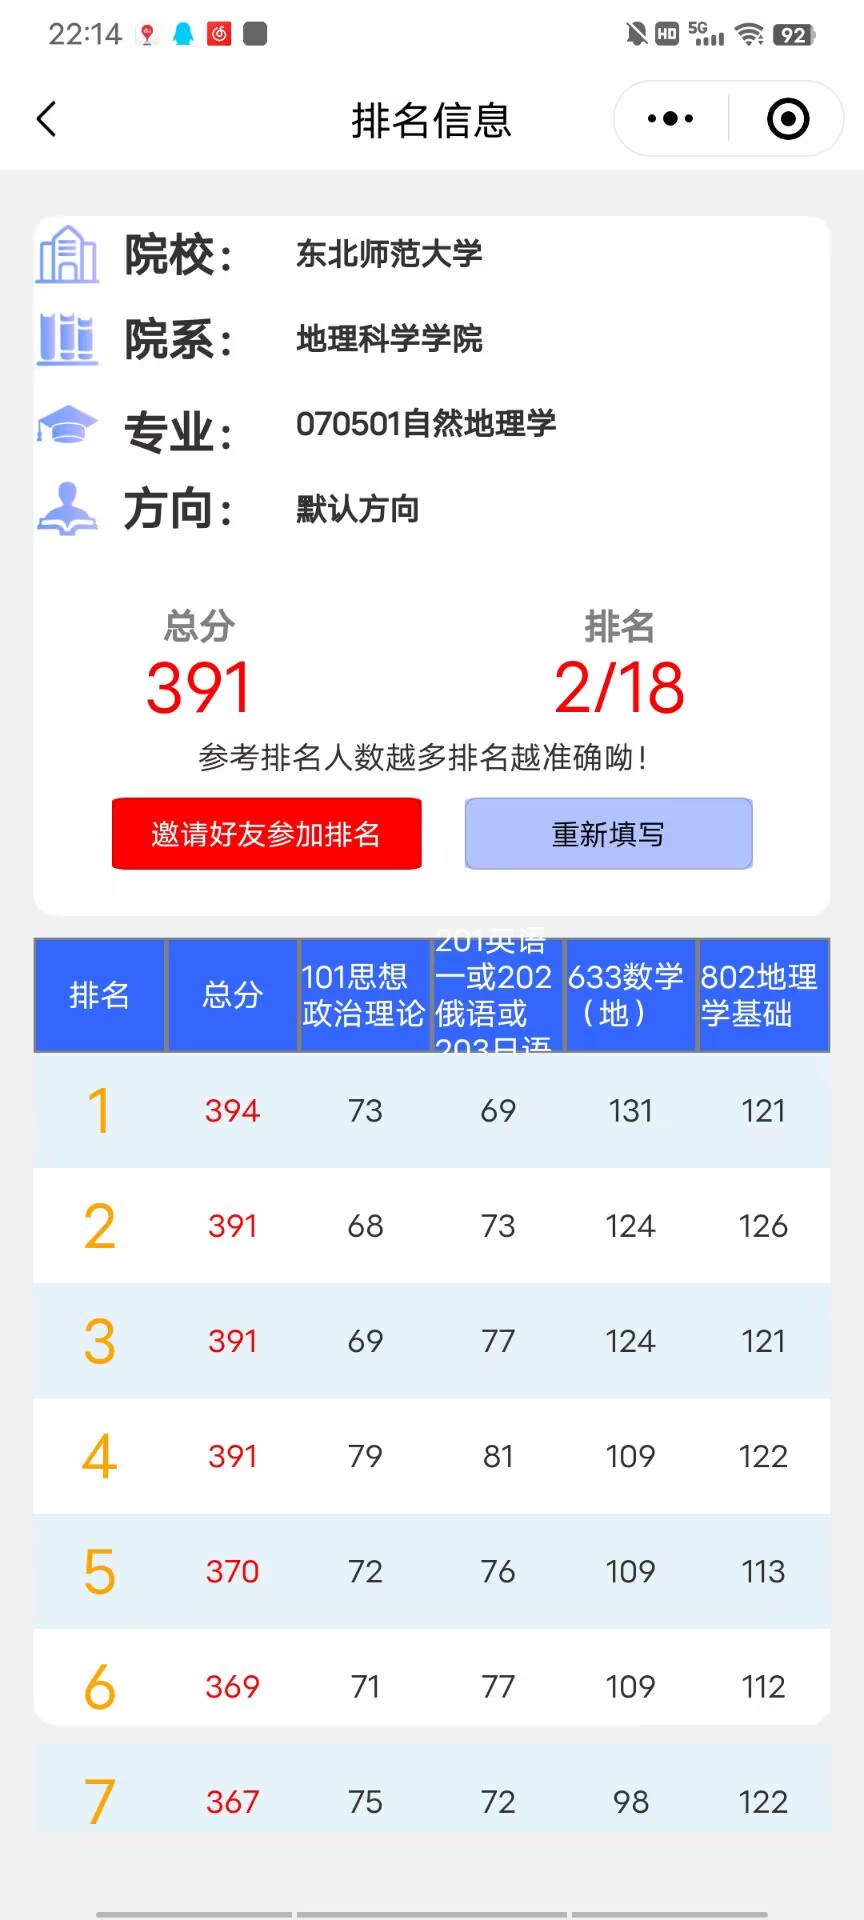 22:14
HD 5G 92
排名信息
院校： 东北师范大学
院系： 地理科学学院
专业： 070501自然地理学
方向： 默认方向
总分 排名
391 2/18
参考排名人数越多排名越准确呦！
邀请好友参加排名 重新填写
排名 总分 101思想政治理论 201英语一或202俄语或203日语 633数学（地） 802地理学基础
1 394 73 69 131 121
2 391 68 73 124 126
3 391 69 77 124 121
4 391 79 81 109 122
5 370 72 76 109 113
6 369 71 77 109 112
7 367 75 72 98 122